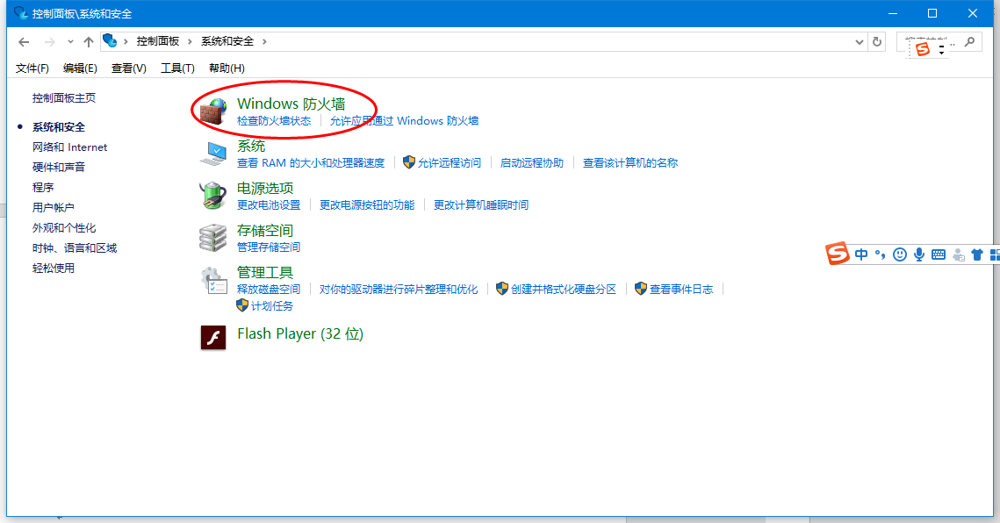 控制面板\系统和安全
控制面板 系统和安全
文件(F) 编辑(E) 查看(V) 工具(T) 帮助(H)
控制面板主页
系统和安全
网络和 Internet
硬件和声音
程序
用户帐户
外观和个性化
时钟、语言和区域
轻松使用
Windows 防火墙
检查防火墙状态 允许应用通过 Windows 防火墙
系统
查看 RAM 的大小和处理器速度 允许远程访问 启动远程协助 查看该计算机的名称
电源选项
更改电池设置 更改电源按钮的功能 更改计算机睡眠时间
存储空间
管理存储空间
管理工具
释放磁盘空间 对你的驱动器进行碎片整理和优化 创建并格式化硬盘分区 查看事件日志
计划任务
Flash Player (32 位)
中